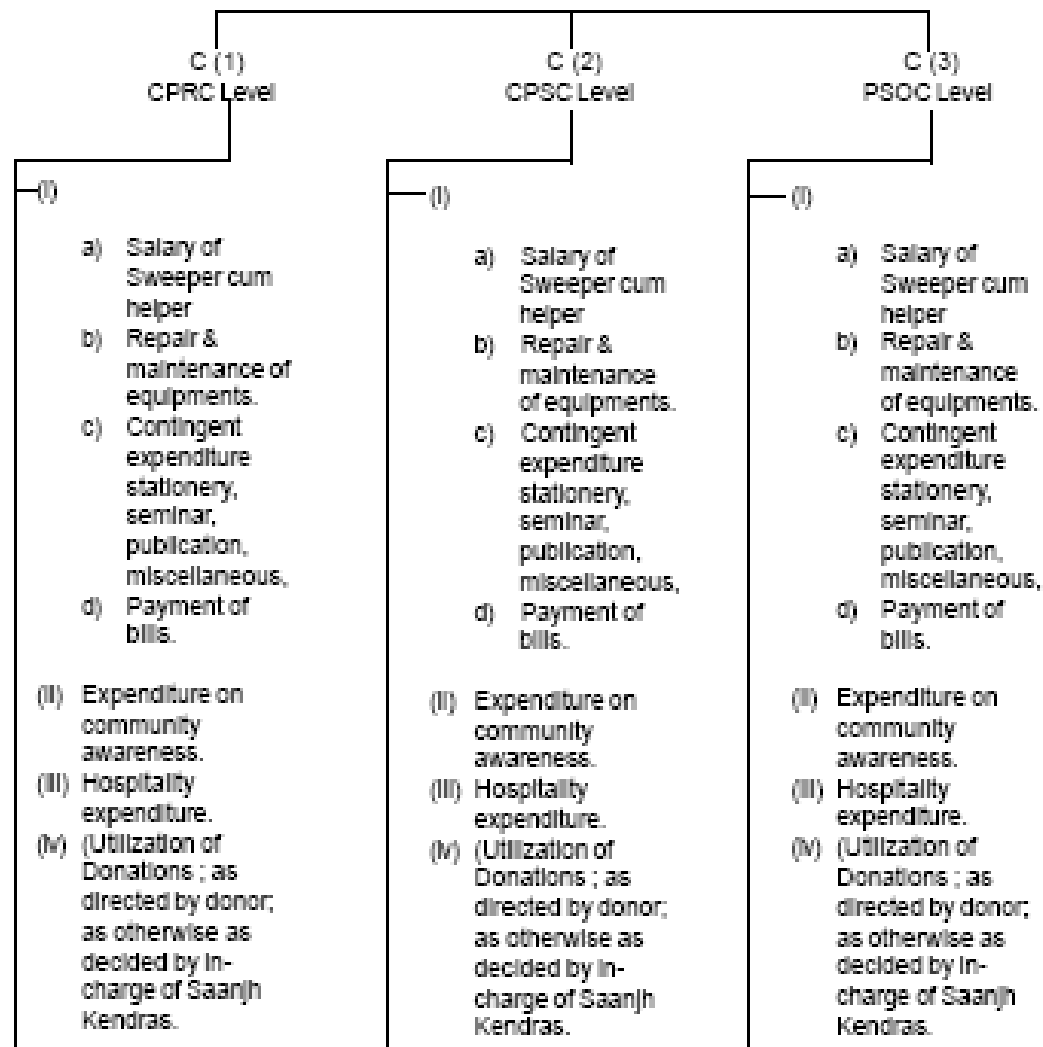 C (1)
CPRC Level
C (2)
CPSC Level
C (3)
PSOC Level
(i)
a) Salary of
Sweeper cum
helper
b) Repair &
maintenance of
equipments.
c) Contingent
expenditure
stationery,
seminar,
publication,
miscellaneous,
d) Payment of
bills.
(ii) Expenditure on
community
awareness.
(iii) Hospitality
expenditure.
(iv) (Utilization of
Donations ; as
directed by donor;
as otherwise as
decided by in-
charge of Saanjh
Kendras.
(i)
a) Salary of
Sweeper cum
helper
b) Repair &
maintenance
of equipments.
c) Contingent
expenditure
stationery,
seminar,
publication,
miscellaneous,
d) Payment of
bills.
(ii) Expenditure on
community
awareness.
(iii) Hospitality
expenditure.
(iv) (Utilization of
Donations ; as
directed by donor;
as otherwise as
decided by in-
charge of Saanjh
Kendras.
(i)
a) Salary of
Sweeper cum
helper
b) Repair &
maintenance
of equipments.
c) Contingent
expenditure
stationery,
seminar,
publication,
miscellaneous,
d) Payment of
bills.
(ii) Expenditure on
community
awareness.
(iii) Hospitality
expenditure.
(iv) (Utilization of
Donations ; as
directed by donor;
as otherwise as
decided by in-
charge of Saanjh
Kendras.